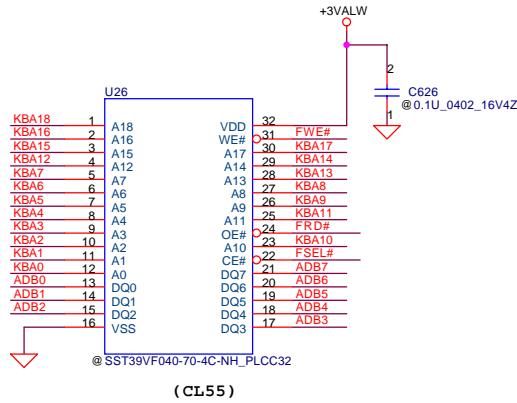 +3VALW
U26
2
C626
@ 0.1U_0402_16V4Z
1
KBA18 1 A18 VDD 32
KBA16 2 A16 WE# 31 FWE#
KBA15 3 A15 A17 30 KBA17
KBA12 4 A12 A14 29 KBA14
KBA7 5 A7 A13 28 KBA13
KBA6 6 A6 A8 27 KBA8
KBA5 7 A5 A9 26 KBA9
KBA4 8 A4 A11 25 KBA11
KBA3 9 A3 OE# 24 FRD#
KBA2 10 A2 A10 23 KBA10
KBA1 11 A1 CE# 22 FSEL#
KBA0 12 A0 DQ7 21 ADB7
ADB0 13 DQ0 DQ6 20 ADB6
ADB1 14 DQ1 DQ5 19 ADB5
ADB2 15 DQ2 DQ4 18 ADB4
16 VSS DQ3 17 ADB3
@ SST39VF040-70-4C-NH_PLCC32
(CL55)